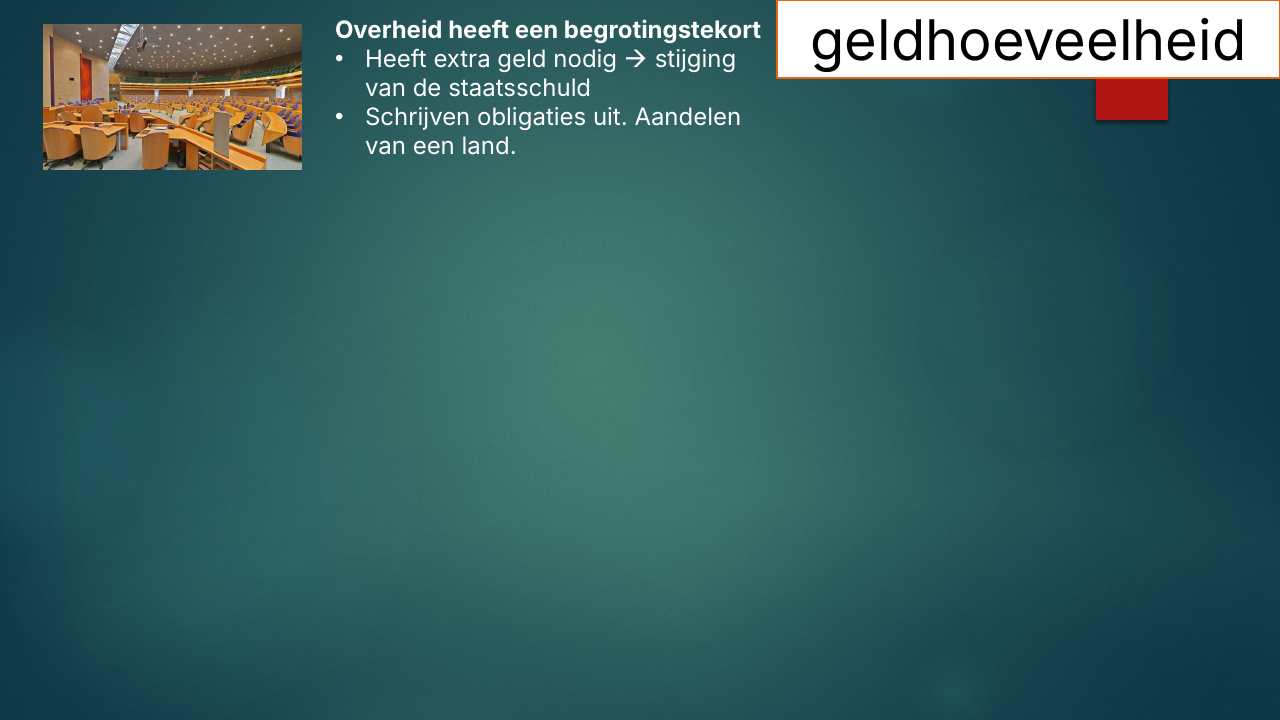 Overheid heeft een begrotingstekort
• Heeft extra geld nodig → stijging
van de staatsschuld
• Schrijven obligaties uit. Aandelen
van een land.
geldhoeveelheid